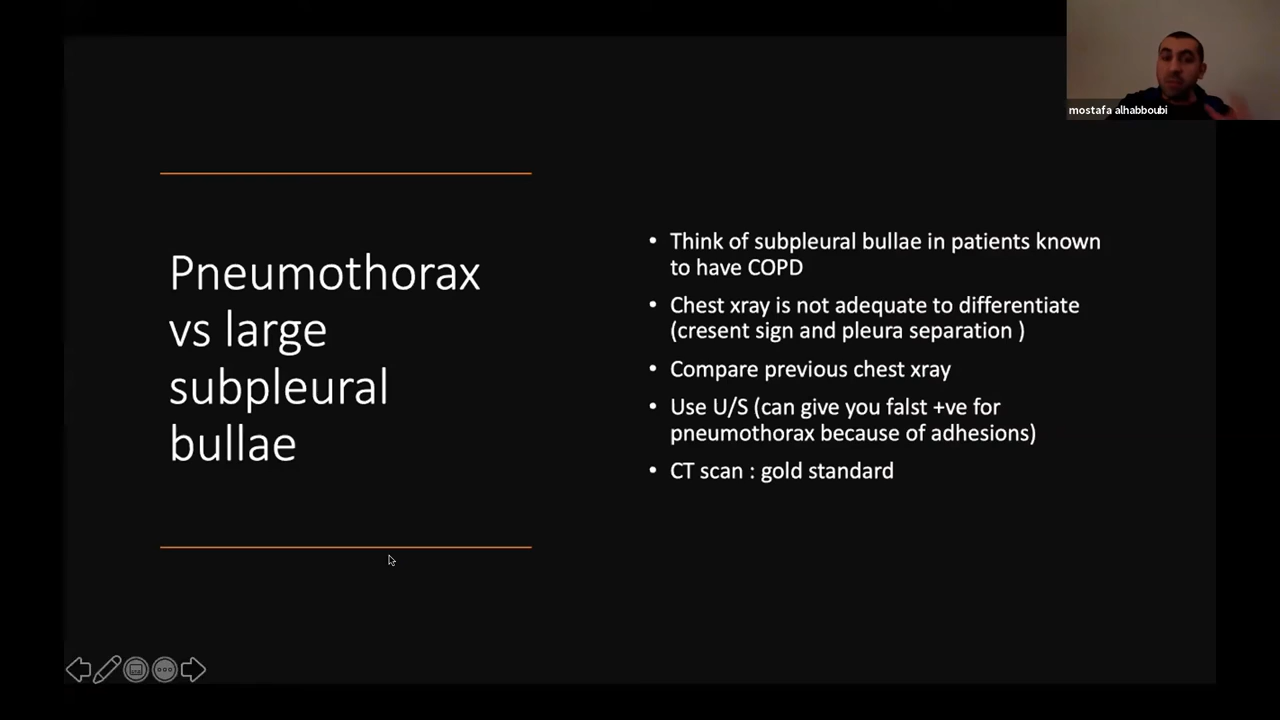 mostafa alhabboubi
Pneumothorax
vs large
subpleural
bullae
• Think of subpleural bullae in patients known
to have COPD
• Chest xray is not adequate to differentiate
(cresent sign and pleura separation )
• Compare previous chest xray
• Use U/S (can give you falst +ve for
pneumothorax because of adhesions)
• CT scan : gold standard